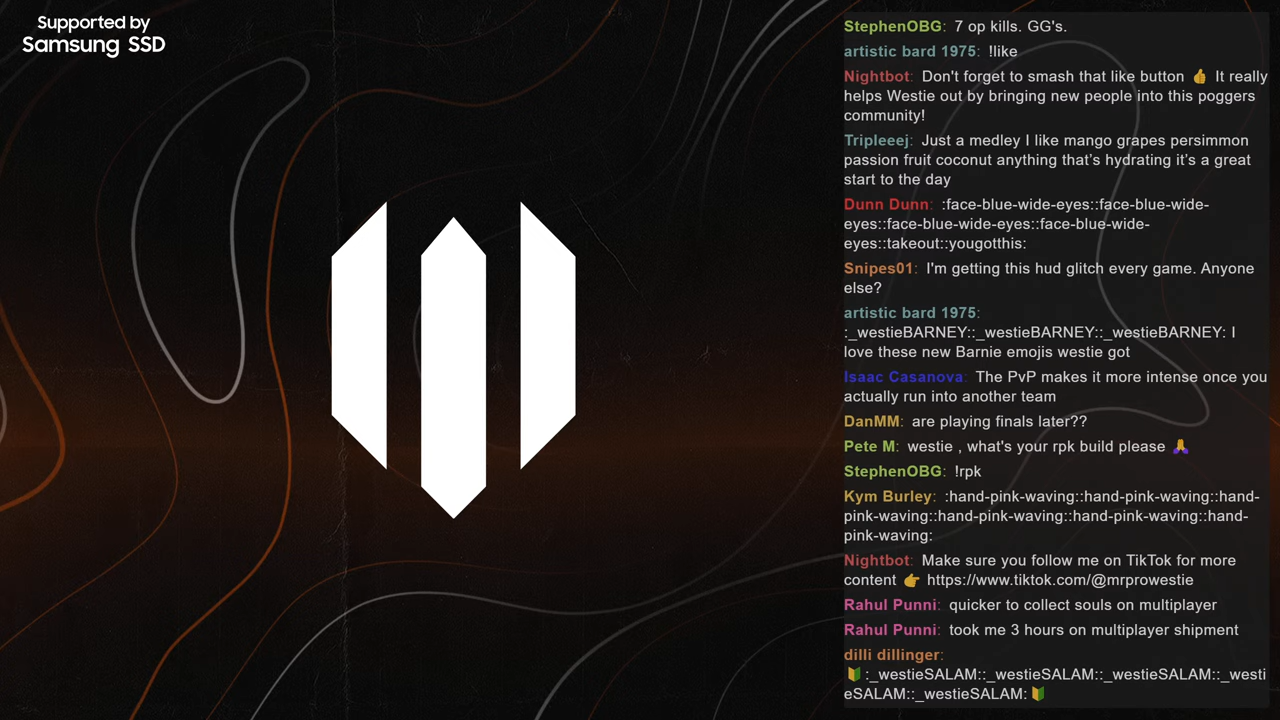 Supported by
Samsung SSD
StephenOBG: 7 op kills. GG's.
artistic bard 1975: !like
Nightbot: Don't forget to smash that like button 👍 It really
helps Westie out by bringing new people into this poggers
community!
Tripleeej: Just a medley I like mango grapes persimmon
passion fruit coconut anything that’s hydrating it’s a great
start to the day
Dunn Dunn: :face-blue-wide-eyes::face-blue-wide-
eyes::face-blue-wide-eyes::face-blue-wide-
eyes::takeout::yougotthis:
Snipes01: I'm getting this hud glitch every game. Anyone
else?
artistic bard 1975:
:_westieBARNEY::_westieBARNEY::_westieBARNEY: I
love these new Barnie emojis westie got
Isaac Casanova: The PvP makes it more intense once you
actually run into another team
DanMM: are playing finals later??
Pete M: westie , what's your rpk build please 🙏
StephenOBG: !rpk
Kym Burley: :hand-pink-waving::hand-pink-waving::hand-
pink-waving::hand-pink-waving::hand-pink-waving::hand-
pink-waving:
Nightbot: Make sure you follow me on TikTok for more
content 👉 https://www.tiktok.com/@mrprowestie
Rahul Punni: quicker to collect souls on multiplayer
Rahul Punni: took me 3 hours on multiplayer shipment
dilli dillinger:
🔰:_westieSALAM::_westieSALAM::_westieSALAM::_westi
eSALAM::_westieSALAM:🔰